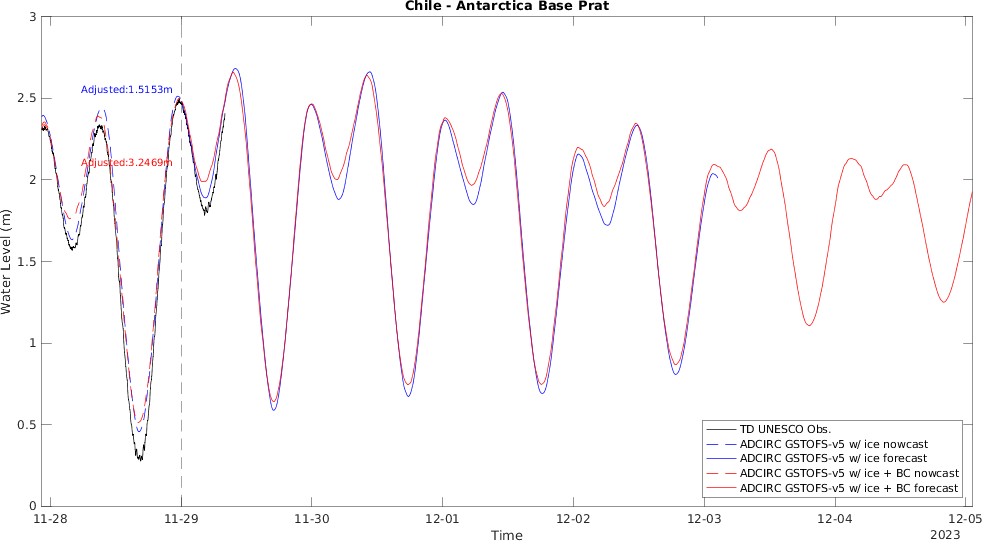 Chile - Antarctica Base Prat
3
2.5
2
1.5
1
0.5
0
Water Level (m)
Adjusted:1.5153m
Adjusted:3.2469m
TD UNESCO Obs.
ADCIRC GSTOFS-v5 w/ ice nowcast
ADCIRC GSTOFS-v5 w/ ice forecast
ADCIRC GSTOFS-v5 w/ ice + BC nowcast
ADCIRC GSTOFS-v5 w/ ice + BC forecast
11-28 11-29 11-30 12-01 12-02 12-03 12-04 12-05
Time
2023